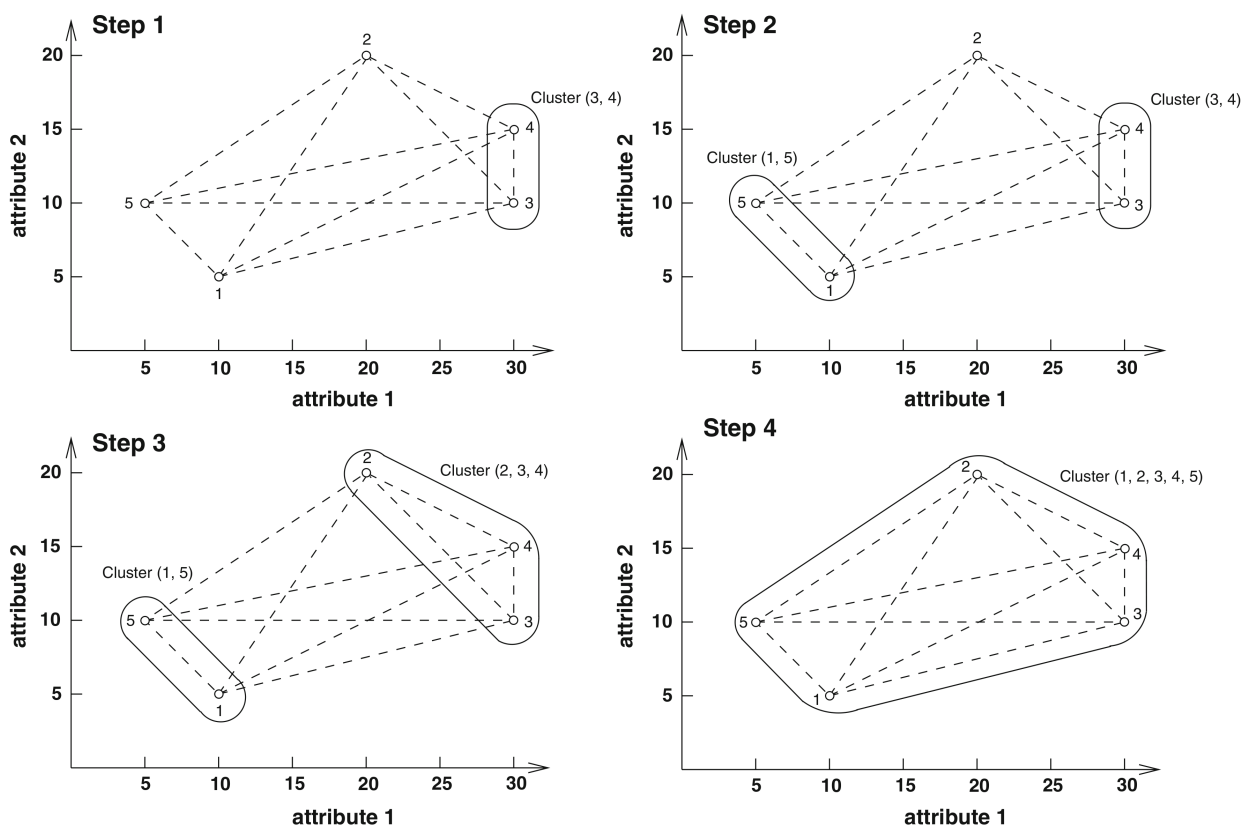 Step 1
20
15
10
5
attribute 2
2
Cluster (3, 4)
4
5
3
1
5 10 15 20 25 30
attribute 1
Step 2
20
15
10
5
attribute 2
2
Cluster (3, 4)
4
Cluster (1, 5)
5
3
1
5 10 15 20 25 30
attribute 1
Step 3
20
15
10
5
attribute 2
2
Cluster (2, 3, 4)
4
Cluster (1, 5)
5
3
1
5 10 15 20 25 30
attribute 1
Step 4
20
15
10
5
attribute 2
2
Cluster (1, 2, 3, 4, 5)
4
3
5
1
5 10 15 20 25 30
attribute 1